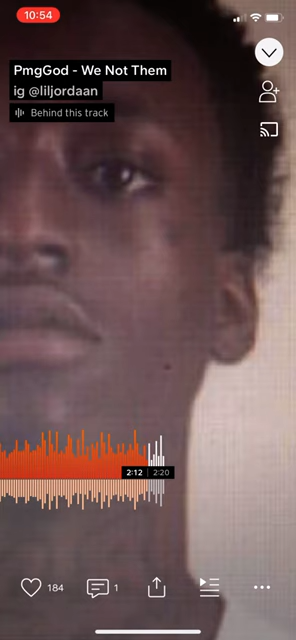 10:54
PmgGod - We Not Them
ig @liljordaan
Behind this track
2:12 | 2:20
184
1